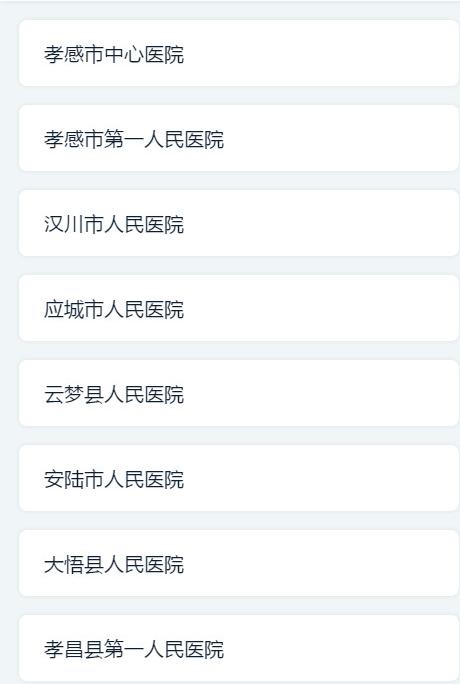 孝感市中心医院
孝感市第一人民医院
汉川市人民医院
应城市人民医院
云梦县人民医院
安陆市人民医院
大悟县人民医院
孝昌县第一人民医院